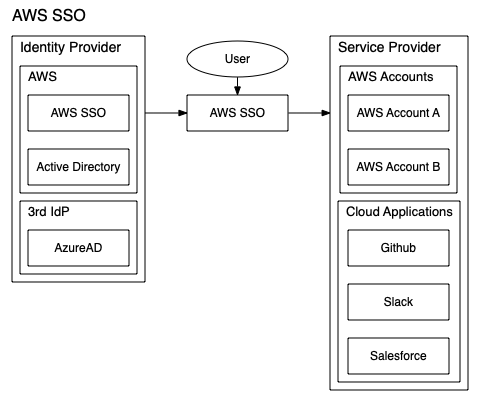 AWS SSO
Identity Provider
AWS
AWS SSO
Active Directory
3rd IdP
AzureAD
User
AWS SSO
Service Provider
AWS Accounts
AWS Account A
AWS Account B
Cloud Applications
Github
Slack
Salesforce